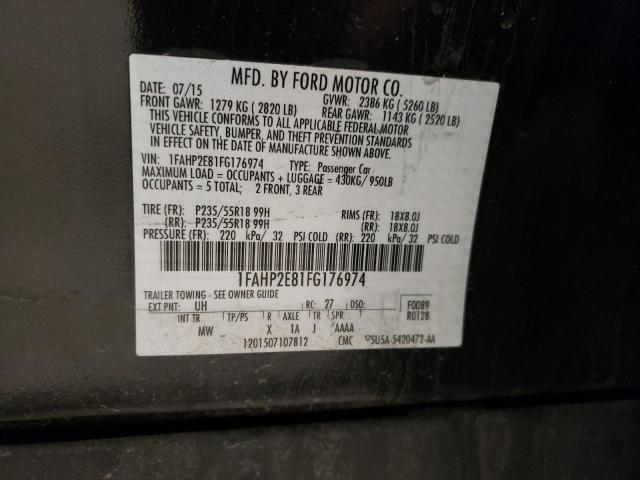 MFD. BY FORD MOTOR CO.
DATE: 07/15 GVWR: 2386 KG ( 5260 LB)
FRONT GAWR: 1279 KG ( 2820 LB) REAR GAWR: 1143 KG ( 2520 LB)
THIS VEHICLE CONFORMS TO ALL APPLICABLE FEDERAL MOTOR
VEHICLE SAFETY, BUMPER, AND THEFT PREVENTION STANDARDS
IN EFFECT ON THE DATE OF MANUFACTURE SHOWN ABOVE.
VIN: 1FAHP2E81FG176974 TYPE: Passenger Car
MAXIMUM LOAD = OCCUPANTS + LUGGAGE = 430KG/ 950LB
OCCUPANTS = 5 TOTAL; 2 FRONT, 3 REAR
TIRE (FR): P235/55R18 99H RIMS (FR): 18X8.0J
(RR): P235/55R18 99H (RR): 18X8.0J
PRESSURE (FR): 220 kPa/ 32 PSI COLD (RR): 220 kPa/ 32 PSI COLD
1FAHP2E81FG176974
TRAILER TOWING - SEE OWNER GUIDE
EXT PNT: UH RC: 27 DSO: F0089
INT TR TP/PS R AXLE TR SPR R0128
MW X 1A J AAAA
1201507107812 CMC 5U5A-5420472-AA